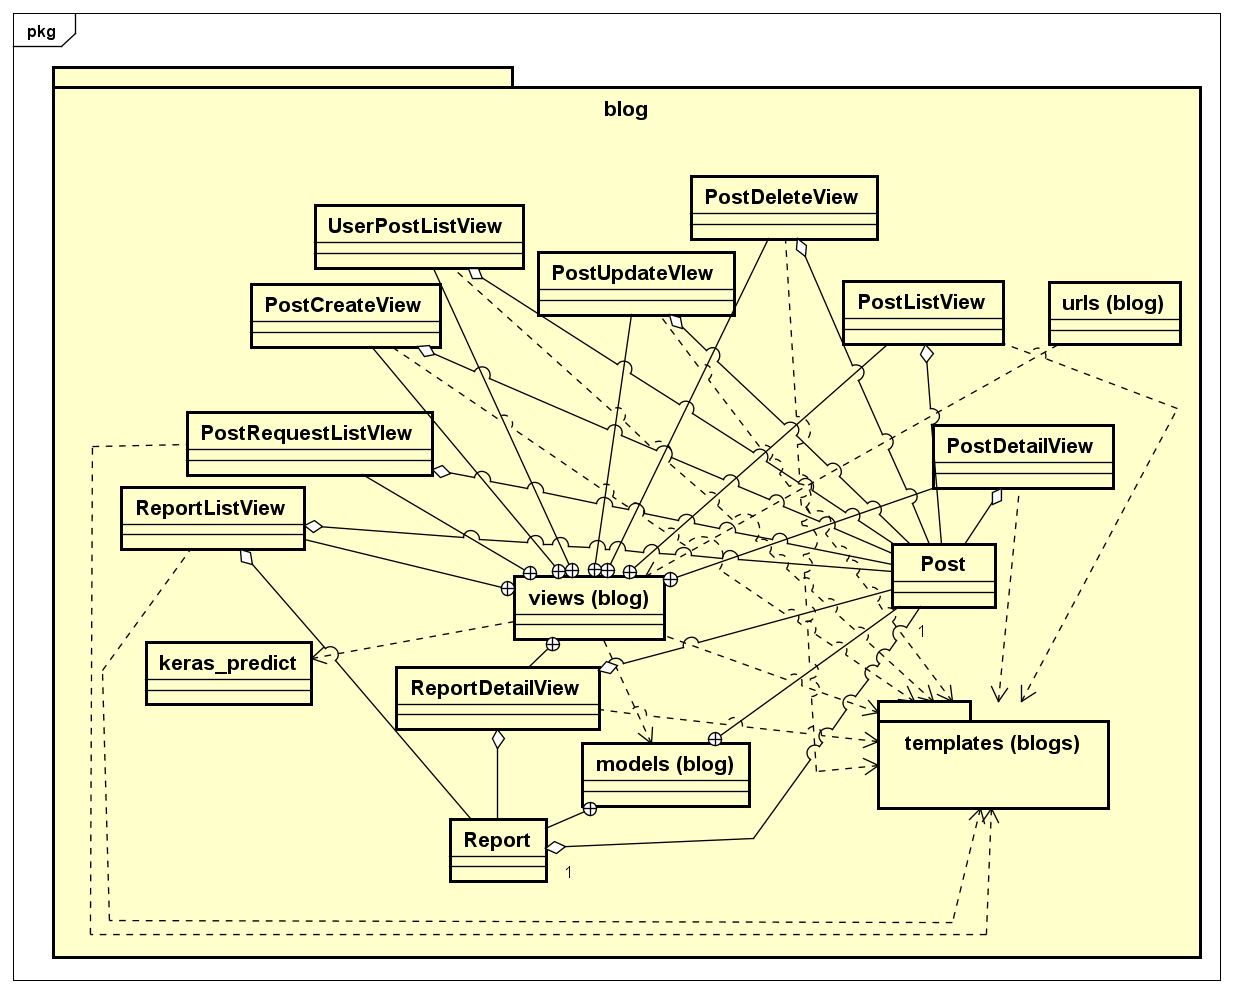 pkg
blog
PostDeleteView
UserPostListView
PostUpdateVIew
PostCreateView
PostListView
urls (blog)
PostRequestListVIew
PostDetailView
ReportListView
Post
views (blog)
1
keras_predict
ReportDetailView
templates (blogs)
models (blog)
Report
1